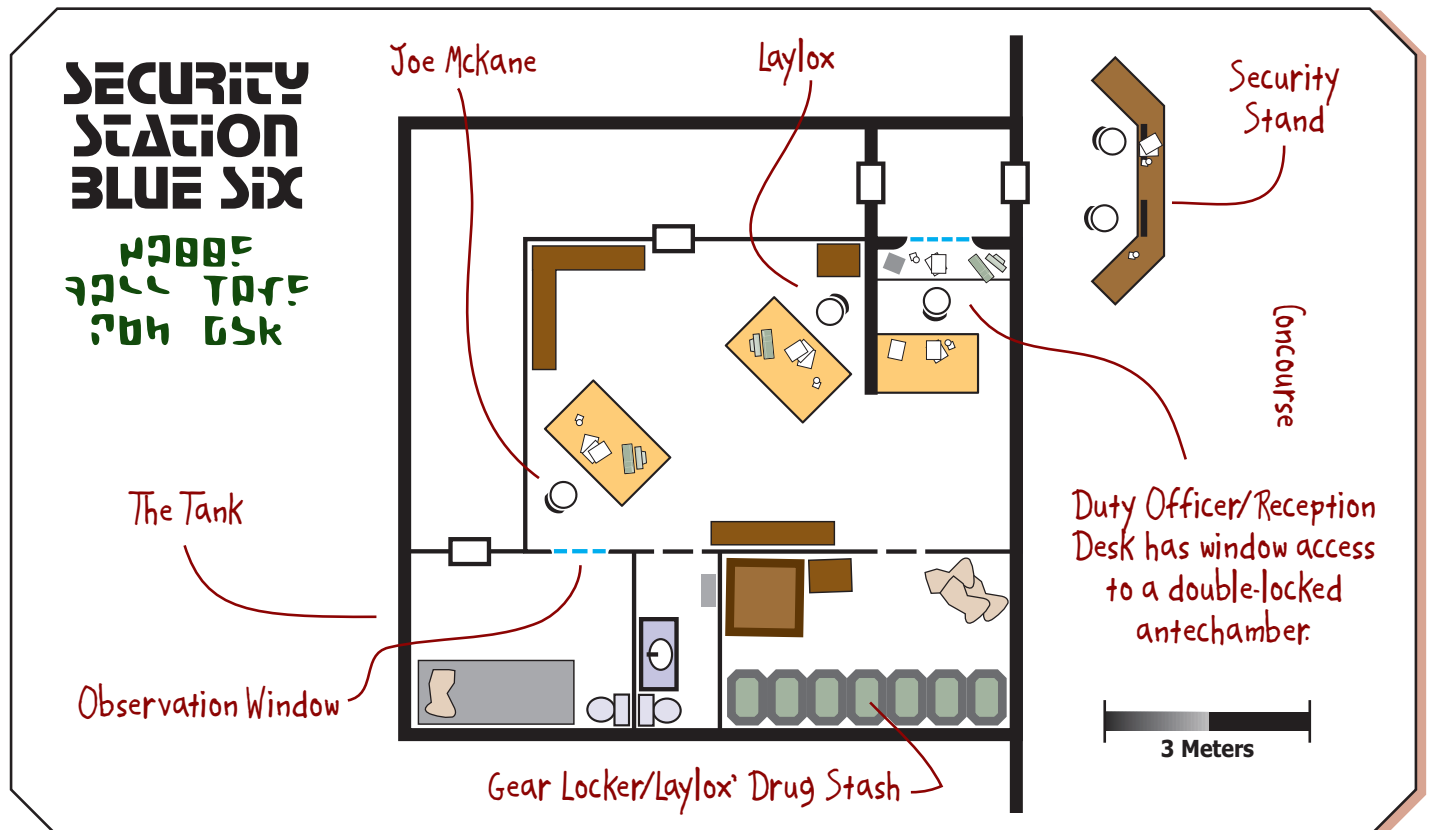 SECURITY
STATION
BLUE SIX
Joe McKane
Laylox
Security
Stand
Concourse
The Tank
Duty Officer/Reception
Desk has window access
to a double-locked
antechamber.
Observation Window
3 Meters
Gear Locker/Laylox' Drug Stash